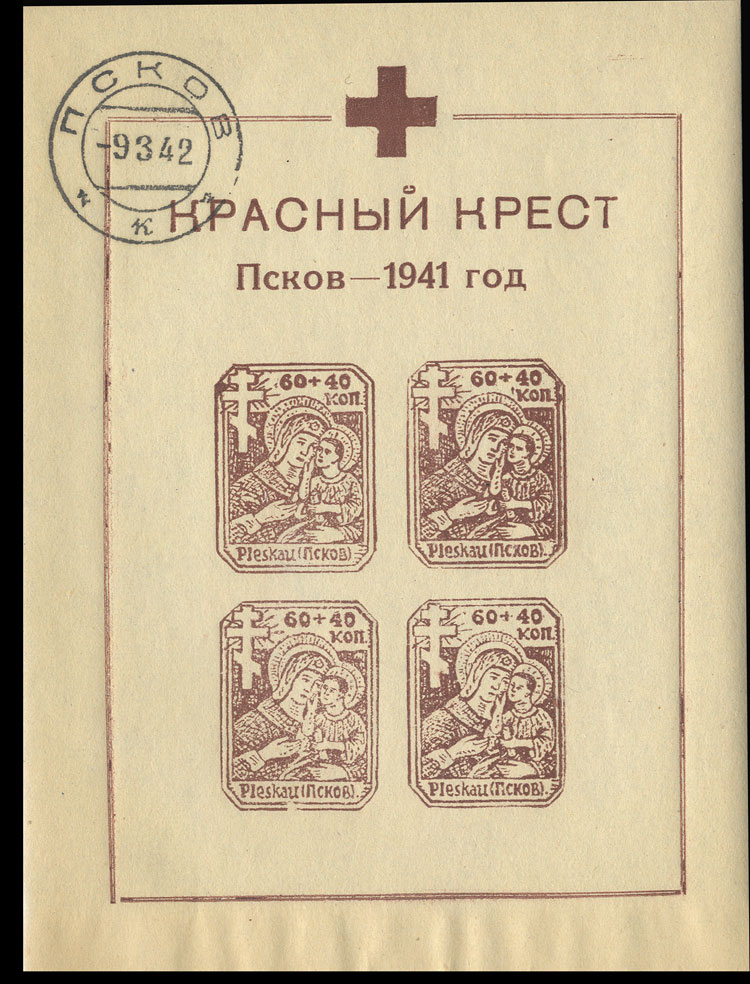 ПСКОВ
-9342
К
КРАСНЫЙ КРЕСТ
Псков—1941 год
60+40
КОП.
Pleskau (Псков).
60+40
КОП.
Pleskau (Псков).
60+40
КОП.
Pleskau (Псков).
60+40
КОП.
Pleskau (Псков).